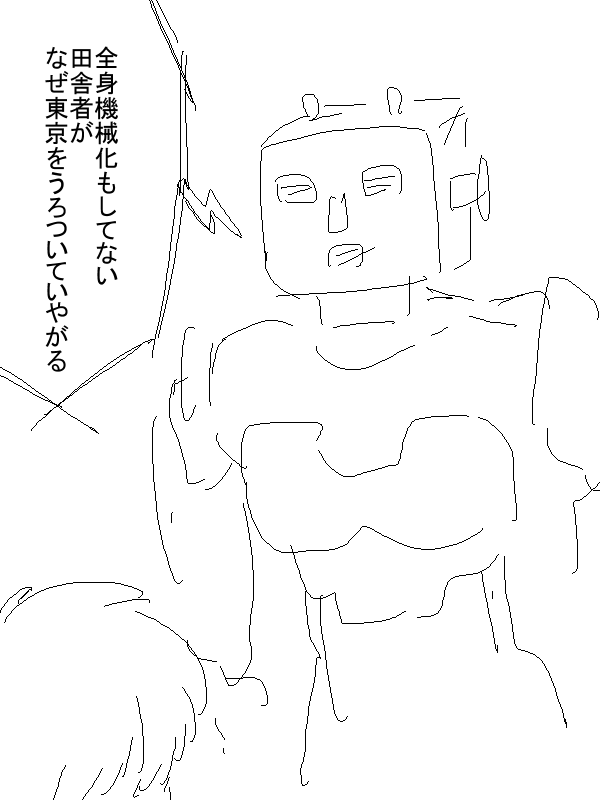 全身機械化もしてない
田舎者が
なぜ東京をうろついていやがる